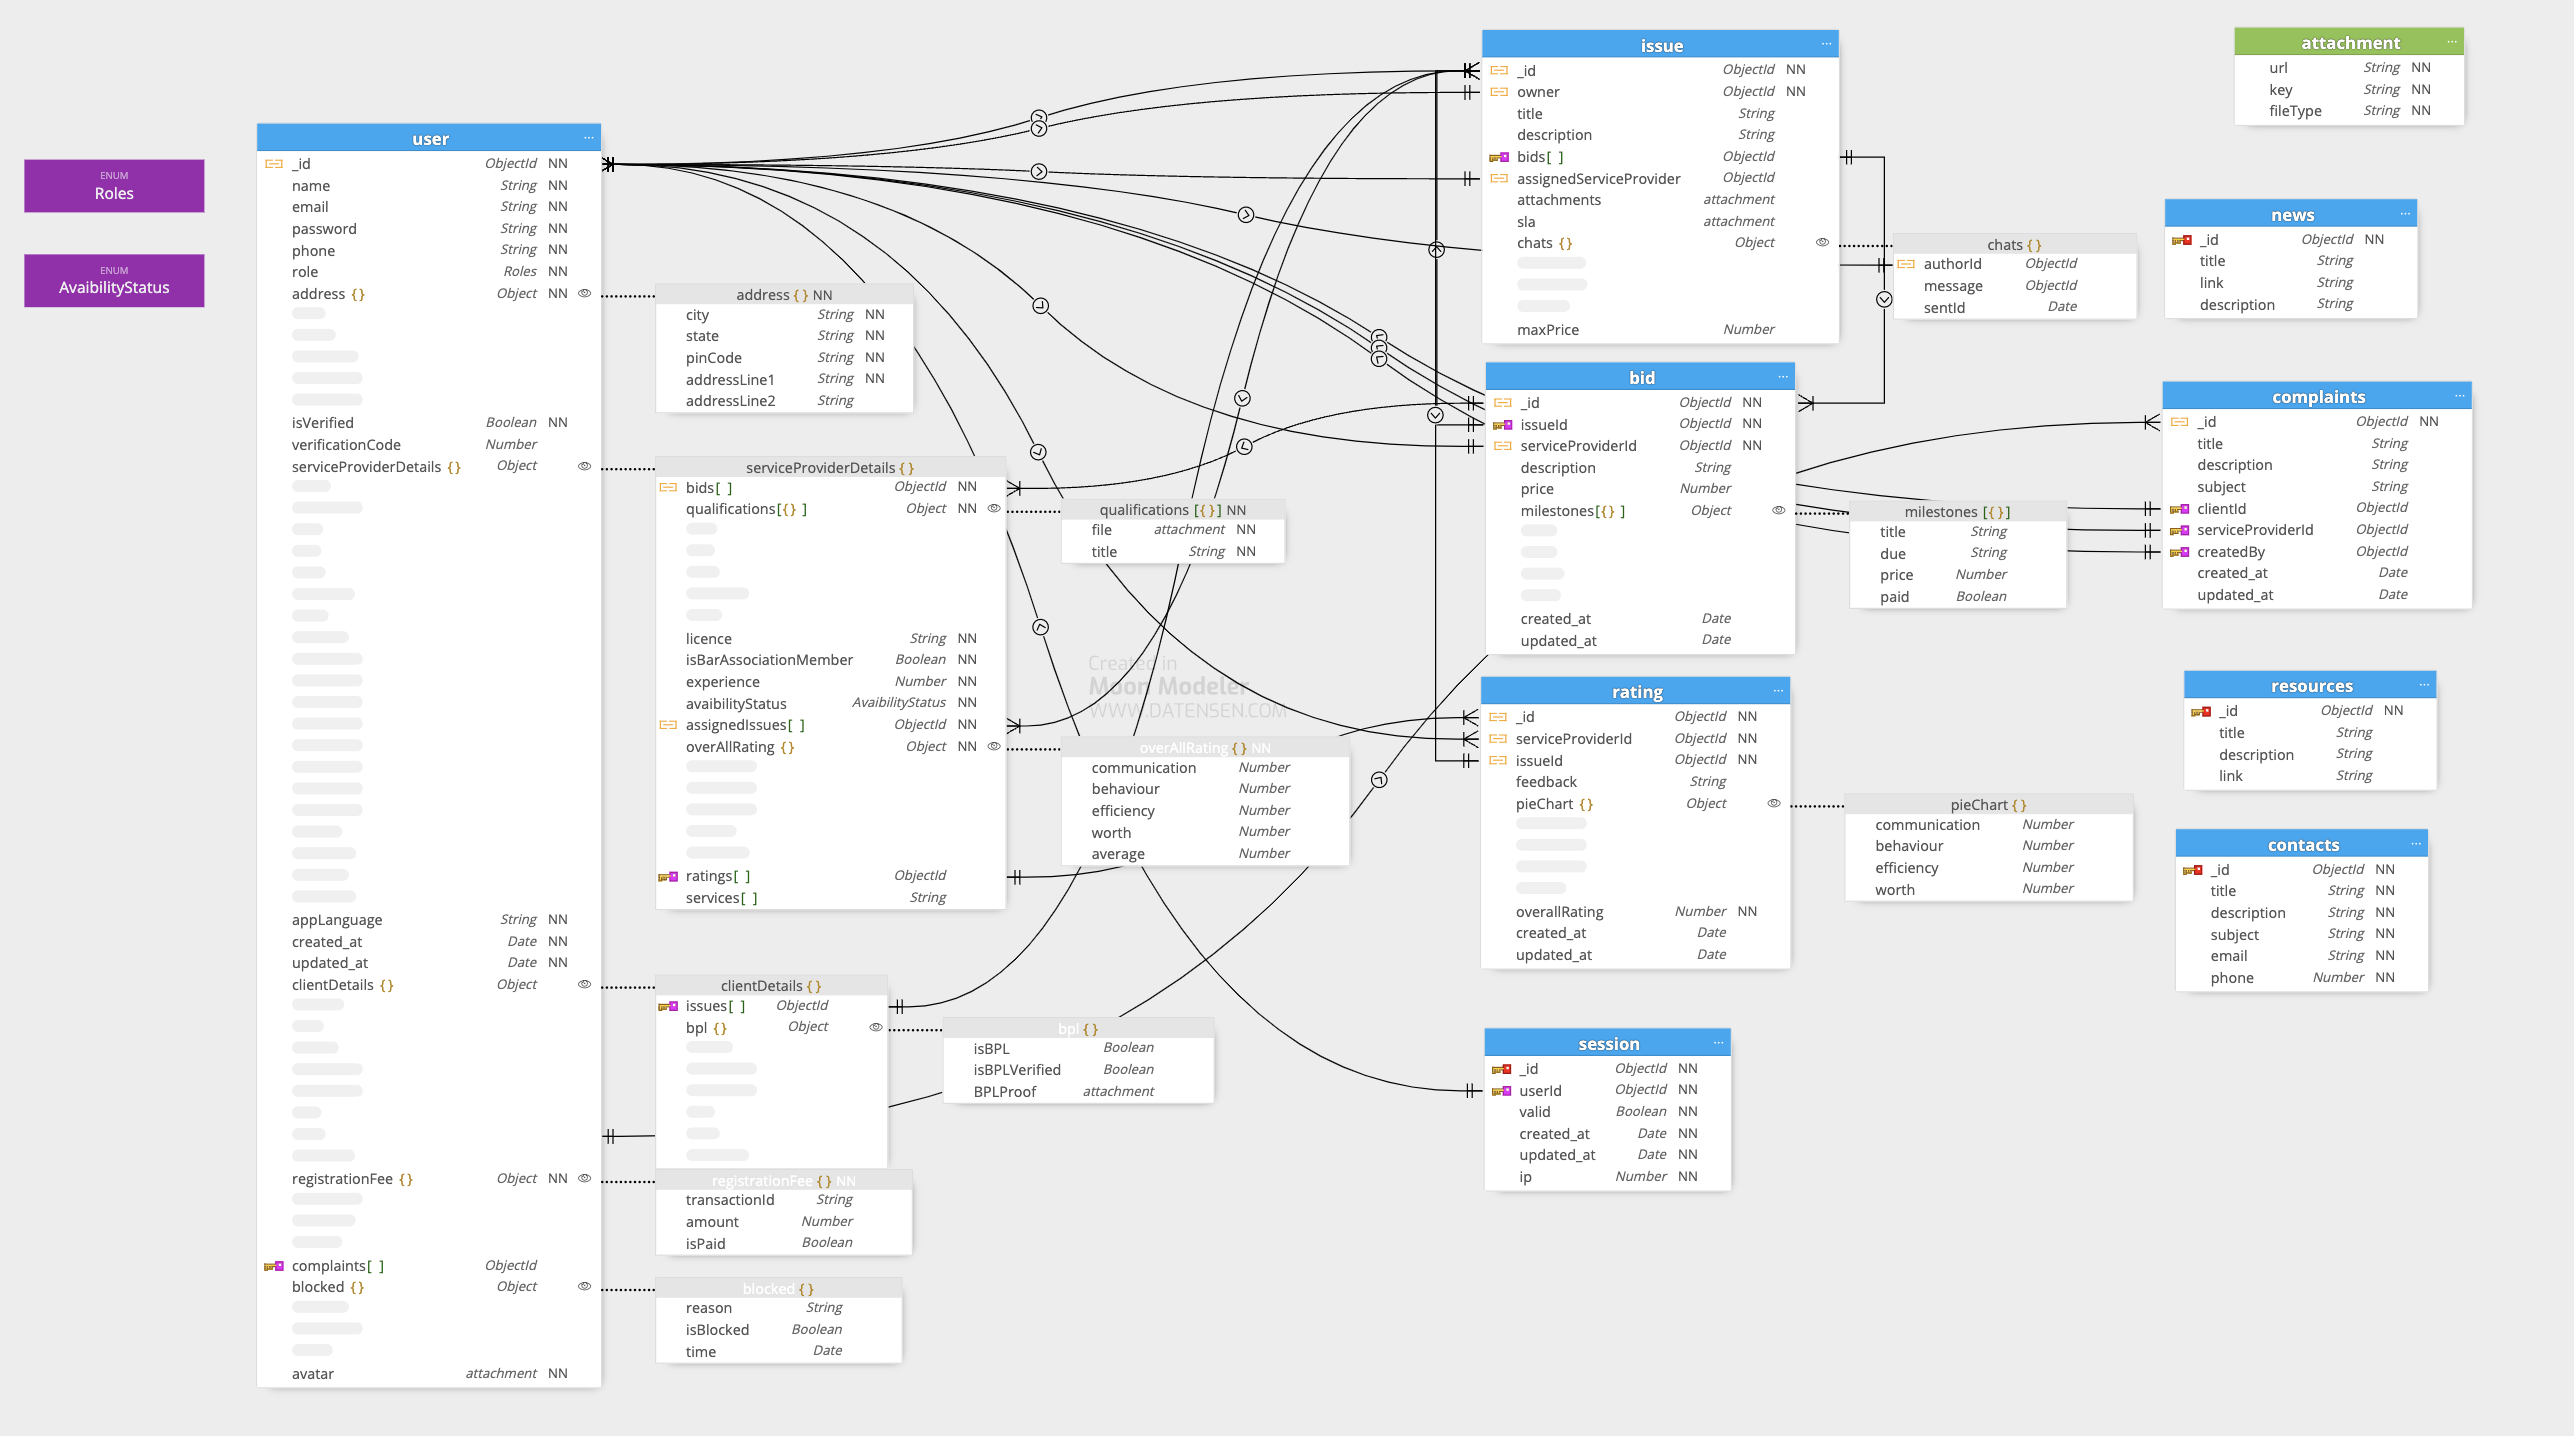 ENUM
Roles
ENUM
AvaibilityStatus
user ...
_id ObjectId NN
name String NN
email String NN
password String NN
phone String NN
role Roles NN
address {} Object NN
isVerified Boolean NN
verificationCode Number
serviceProviderDetails {} Object
appLanguage String NN
created_at Date NN
updated_at Date NN
clientDetails {} Object
registrationFee {} Object NN
complaints[ ] ObjectId
blocked {} Object
avatar attachment NN
address {} NN
city String NN
state String NN
pinCode String NN
addressLine1 String NN
addressLine2 String
serviceProviderDetails {}
bids[ ] ObjectId NN
qualifications[{} ] Object NN
licence String NN
isBarAssociationMember Boolean NN
experience Number NN
avaibilityStatus AvaibilityStatus NN
assignedIssues[ ] ObjectId NN
overAllRating {} Object NN
ratings[ ] ObjectId
services[ ] String
clientDetails {}
issues[ ] ObjectId
bpl {} Object
registrationFee {} NN
transactionId String
amount Number
isPaid Boolean
blocked {}
reason String
isBlocked Boolean
time Date
qualifications [{}] NN
file attachment NN
title String NN
Created in
Moon Modeler
WWW.DATENSEN.COM
overAllRating {} NN
communication Number
behaviour Number
efficiency Number
worth Number
average Number
bpl {}
isBPL Boolean
isBPLVerified Boolean
BPLProof attachment
issue ...
_id ObjectId NN
owner ObjectId NN
title String
description String
bids[ ] ObjectId
assignedServiceProvider ObjectId
attachments attachment
sla attachment
chats {} Object
maxPrice Number
chats {}
authorId ObjectId
message ObjectId
sentId Date
bid ...
_id ObjectId NN
issueId ObjectId NN
serviceProviderId ObjectId NN
description String
price Number
milestones[{} ] Object
created_at Date
updated_at Date
milestones [{}]
title String
due String
price Number
paid Boolean
rating ...
_id ObjectId NN
serviceProviderId ObjectId NN
issueId ObjectId NN
feedback String
pieChart {} Object
overallRating Number NN
created_at Date
updated_at Date
pieChart {}
communication Number
behaviour Number
efficiency Number
worth Number
session ...
_id ObjectId NN
userId ObjectId NN
valid Boolean NN
created_at Date NN
updated_at Date NN
ip Number NN
attachment ...
url String NN
key String NN
fileType String NN
news ...
_id ObjectId NN
title String
link String
description String
complaints ...
_id ObjectId NN
title String
description String
subject String
clientId ObjectId
serviceProviderId ObjectId
createdBy ObjectId
created_at Date
updated_at Date
resources ...
_id ObjectId NN
title String
description String
link String
contacts ...
_id ObjectId NN
title String NN
description String NN
subject String NN
email String NN
phone Number NN